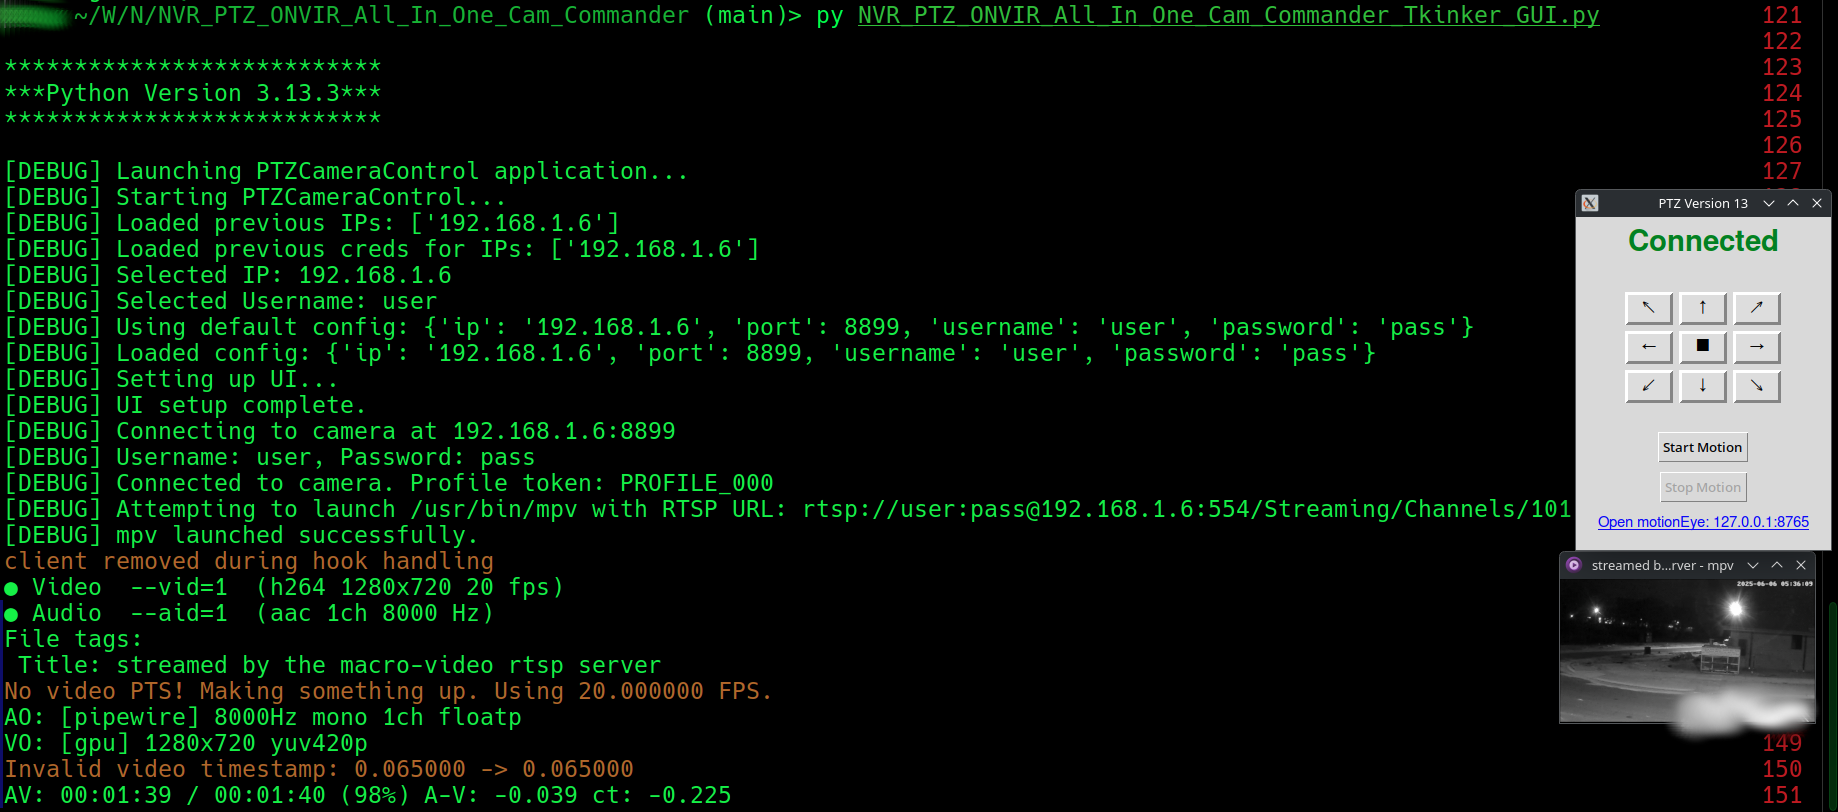 ~/W/N/NVR_PTZ_ONVIR_All_In_One_Cam_Commander (main)> py NVR_PTZ_ONVIR_All_In_One_Cam_Commander_Tkinker_GUI.py
***************************
***Python Version 3.13.3***
***************************
[DEBUG] Launching PTZCameraControl application...
[DEBUG] Starting PTZCameraControl...
[DEBUG] Loaded previous IPs: ['192.168.1.6']
[DEBUG] Loaded previous creds for IPs: ['192.168.1.6']
[DEBUG] Selected IP: 192.168.1.6
[DEBUG] Selected Username: user
[DEBUG] Using default config: {'ip': '192.168.1.6', 'port': 8899, 'username': 'user', 'password': 'pass'}
[DEBUG] Loaded config: {'ip': '192.168.1.6', 'port': 8899, 'username': 'user', 'password': 'pass'}
[DEBUG] Setting up UI...
[DEBUG] UI setup complete.
[DEBUG] Connecting to camera at 192.168.1.6:8899
[DEBUG] Username: user, Password: pass
[DEBUG] Connected to camera. Profile token: PROFILE_000
[DEBUG] Attempting to launch /usr/bin/mpv with RTSP URL: rtsp://user:pass@192.168.1.6:554/Streaming/Channels/101
[DEBUG] mpv launched successfully.
client removed during hook handling
● Video  --vid=1  (h264 1280x720 20 fps)
● Audio  --aid=1  (aac 1ch 8000 Hz)
File tags:
Title: streamed by the macro-video rtsp server
No video PTS! Making something up. Using 20.000000 FPS.
AO: [pipewire] 8000Hz mono 1ch floatp
VO: [gpu] 1280x720 yuv420p
Invalid video timestamp: 0.065000 -> 0.065000
AV: 00:01:39 / 00:01:40 (98%) A-V: -0.039 ct: -0.225
121
122
123
124
125
126
127
PTZ Version 13
Connected
↖ ↑ ↗
← ■ →
↙ ↓ ↘
Start Motion
Stop Motion
Open motionEye: 127.0.0.1:8765
streamed b...rver - mpv
2025-06-06 05:36:09
149
150
151